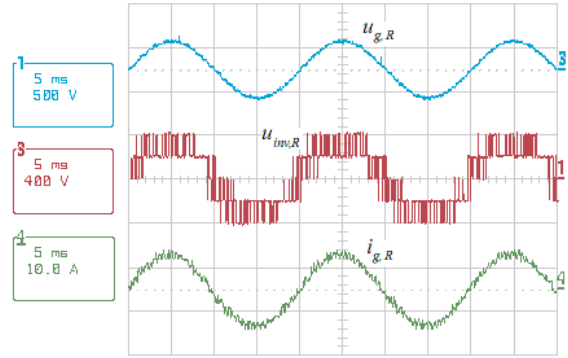 1
5 ms
500 V
3
5 ms
400 V
4
5 ms
10.0 A
u_{g,R}
3
u_{inv,R}
1
i_{g,R}
4